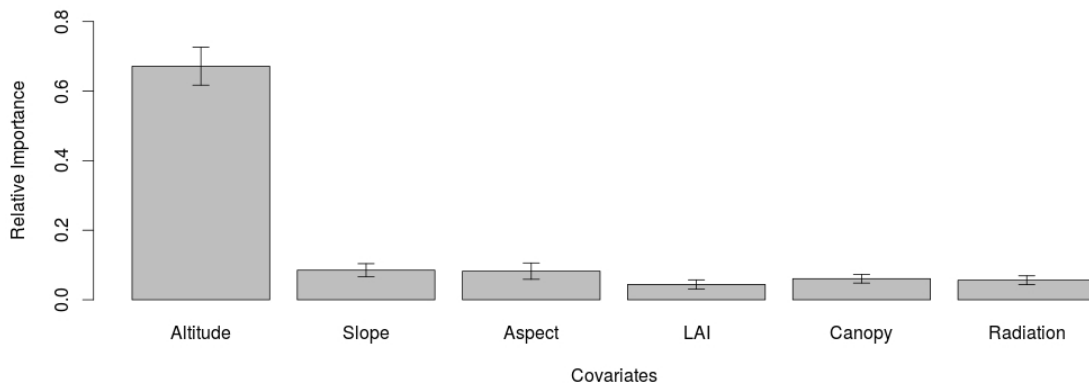 0.8
0.6
0.4
0.2
0.0
Relative Importance
Altitude Slope Aspect LAI Canopy Radiation
Covariates